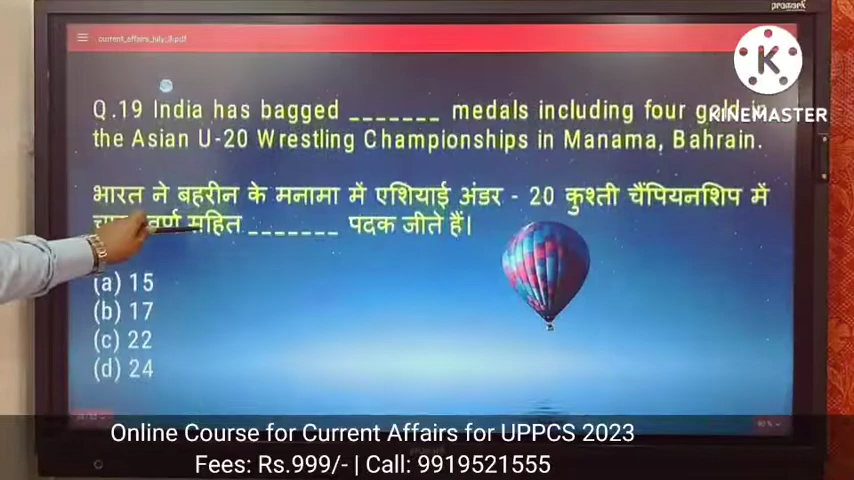 prowork
current_affairs_july_3.pdf
Q.19 India has bagged _______ medals including four gold in
KINEMASTER
the Asian U-20 Wrestling Championships in Manama, Bahrain.
भारत ने बहरीन के मनामा में एशियाई अंडर - 20 कुश्ती चैंपियनशिप में
सहित _______ पदक जीते हैं।
(a) 15
(b) 17
(c) 22
(d) 24
Online Course for Current Affairs for UPPCS 2023
Fees: Rs.999/- | Call: 9919521555